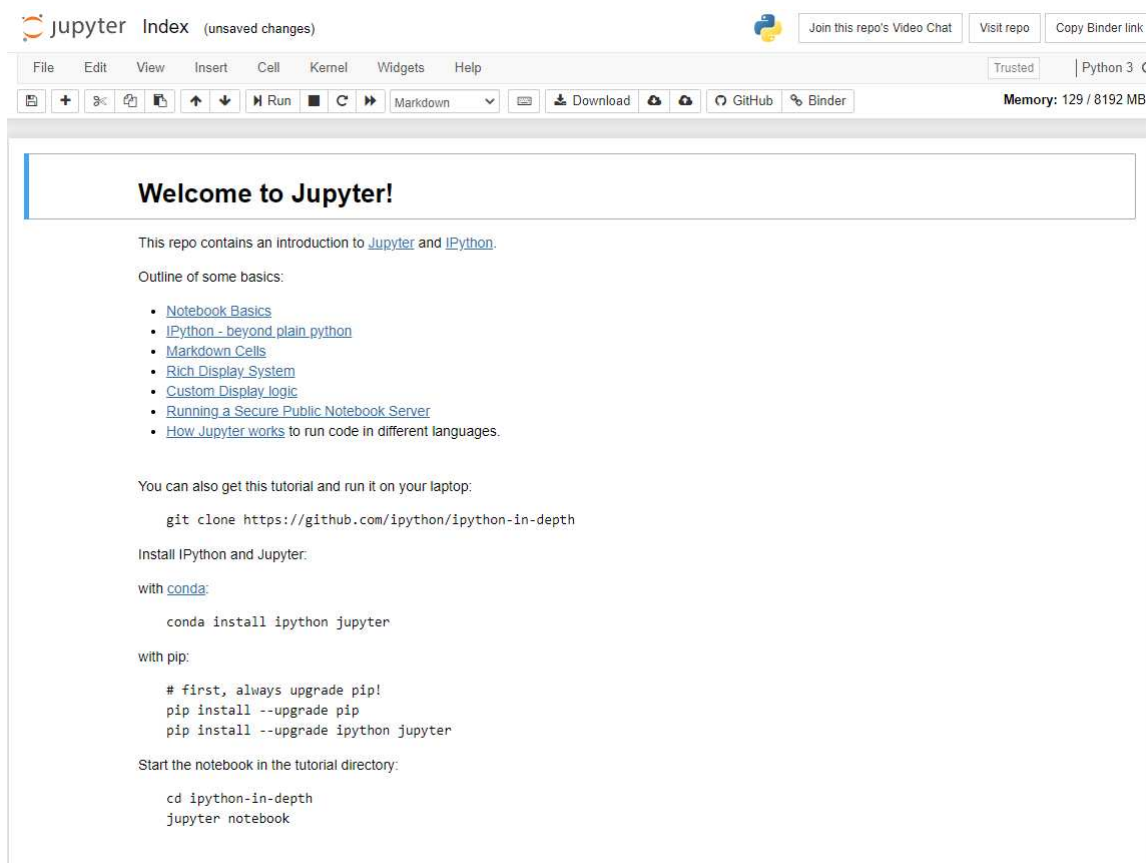 jupyter Index (unsaved changes) Join this repo's Video Chat Visit repo Copy Binder link
File Edit View Insert Cell Kernel Widgets Help Trusted Python 3
Run Markdown Download GitHub Binder Memory: 129 / 8192 MB
Welcome to Jupyter!
This repo contains an introduction to Jupyter and IPython.
Outline of some basics:
• Notebook Basics
• IPython - beyond plain python
• Markdown Cells
• Rich Display System
• Custom Display logic
• Running a Secure Public Notebook Server
• How Jupyter works to run code in different languages.
You can also get this tutorial and run it on your laptop:
git clone https://github.com/ipython/ipython-in-depth
Install IPython and Jupyter:
with conda:
conda install ipython jupyter
with pip:
# first, always upgrade pip!
pip install --upgrade pip
pip install --upgrade ipython jupyter
Start the notebook in the tutorial directory:
cd ipython-in-depth
jupyter notebook